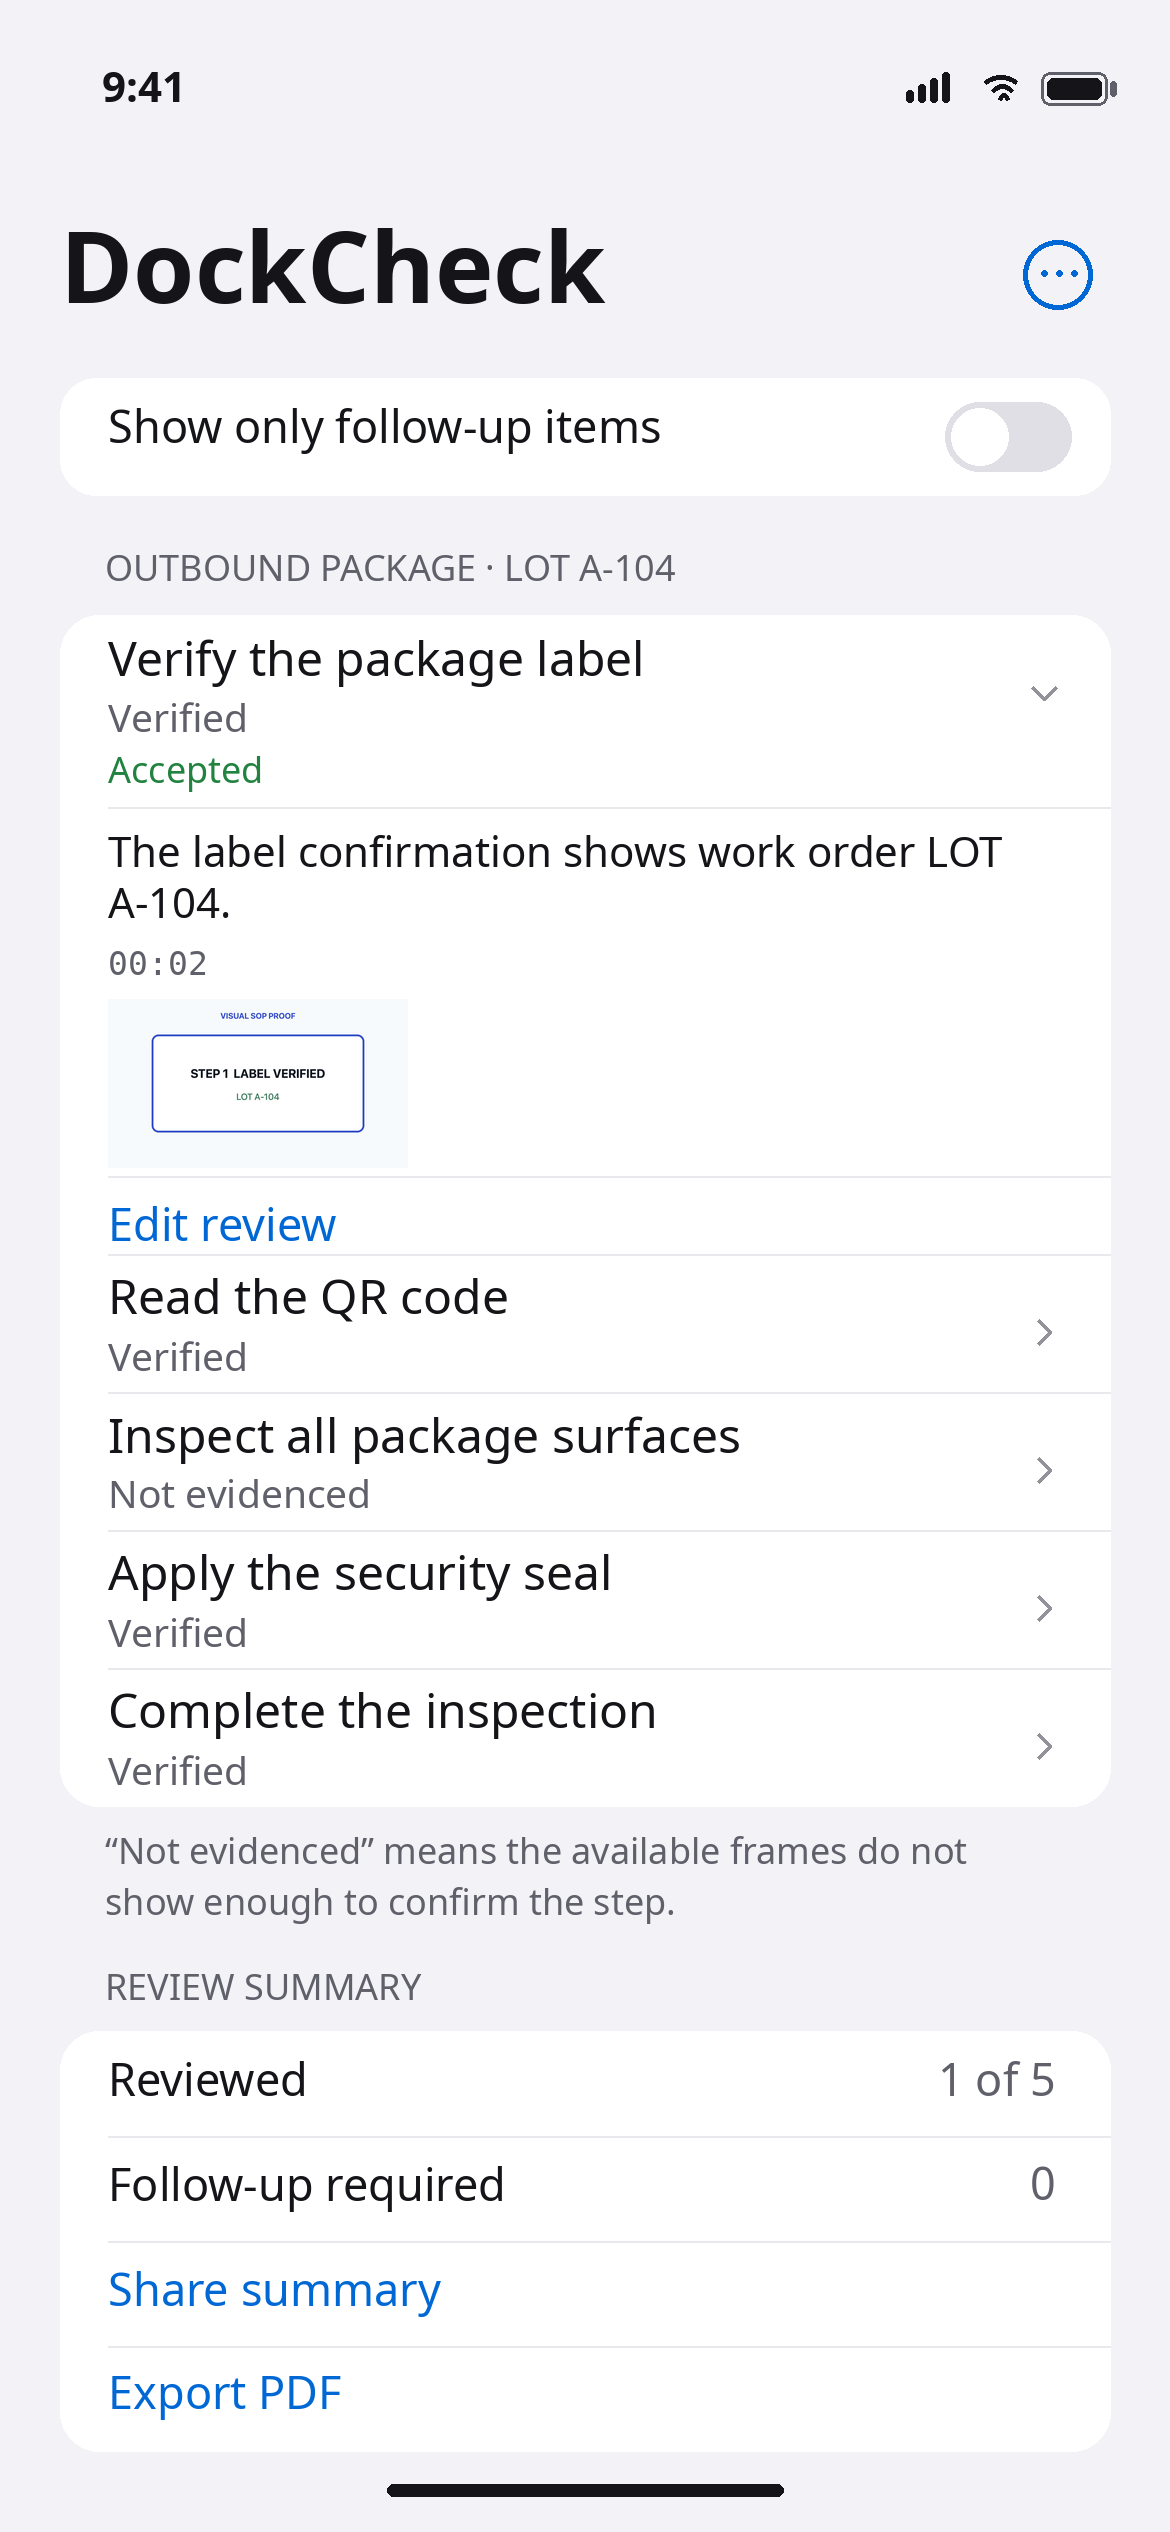 9:41
DockCheck
Show only follow-up items
OUTBOUND PACKAGE · LOT A-104
Verify the package label
Verified
Accepted
The label confirmation shows work order LOT
A-104.
00:02
VISUAL SOP PROOF
STEP 1 LABEL VERIFIED
LOT A-104
Edit review
Read the QR code
Verified
Inspect all package surfaces
Not evidenced
Apply the security seal
Verified
Complete the inspection
Verified
“Not evidenced” means the available frames do not
show enough to confirm the step.
REVIEW SUMMARY
Reviewed 1 of 5
Follow-up required 0
Share summary
Export PDF